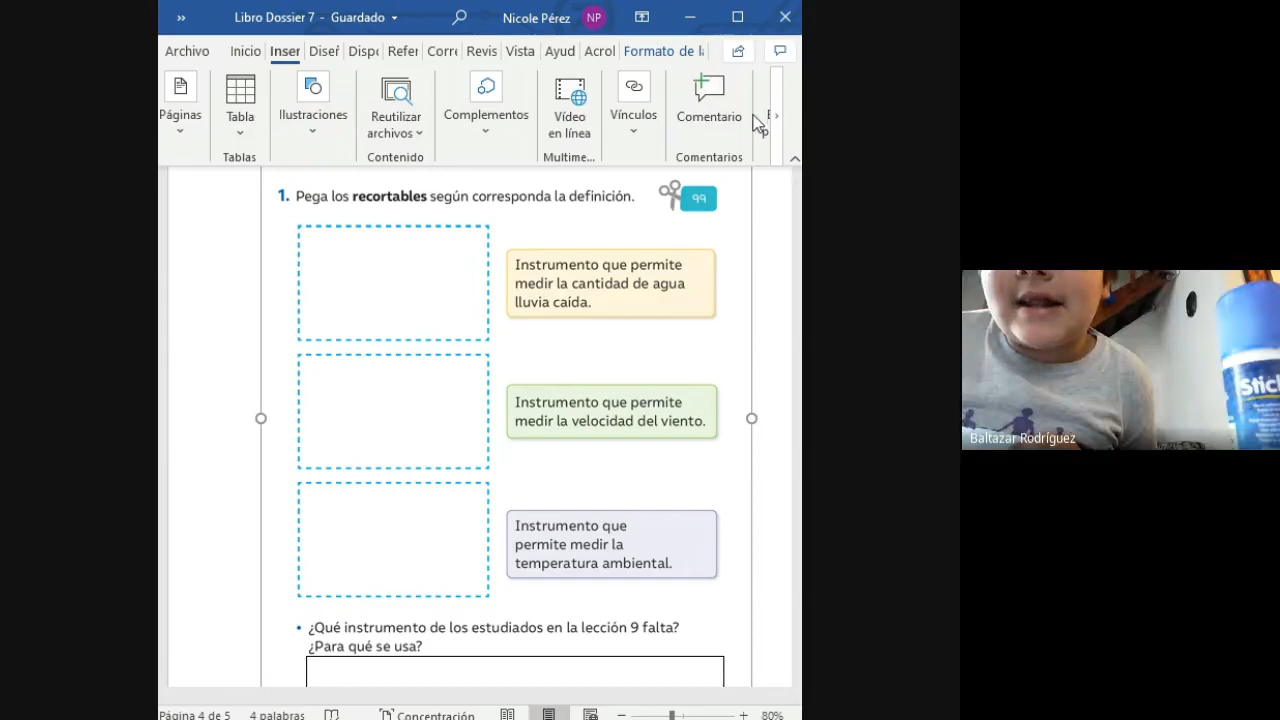 »
Libro Dossier 7 - Guardado
Nicole Pérez
NP
Archivo
Inicio
Inser
Diseñ
Dispo
Refer
Corre
Revis
Vista
Ayud
Acrol
Formato de l
Páginas
Tabla
Ilustraciones
Reutilizar
archivos
Complementos
Vídeo
en línea
Vínculos
Comentario
Tablas
Contenido
Multime...
Comentarios
1. Pega los recortables según corresponda la definición.
99
Instrumento que permite
medir la cantidad de agua
lluvia caída.
Instrumento que permite
medir la velocidad del viento.
Instrumento que
permite medir la
temperatura ambiental.
• ¿Qué instrumento de los estudiados en la lección 9 falta?
¿Para qué se usa?
Página 4 de 5
4 palabras
Concentración
80%
Stic
Baltazar Rodríguez